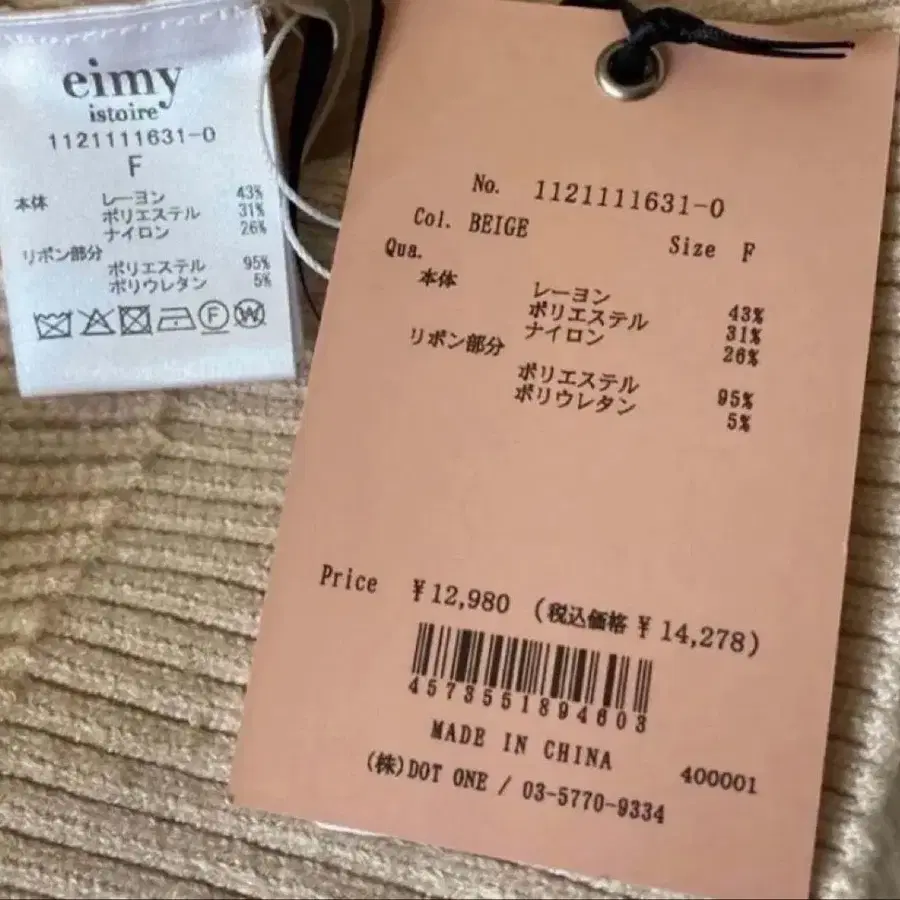 eimy
istoire
1121111631-0
F
本体 レーヨン 43%
ポリエステル 31%
ナイロン 26%
リボン部分
ポリエステル 95%
ポリウレタン 5%
F W
No. 1121111631-0
Col. BEIGE Size F
Qua.
本体 レーヨン 43%
ポリエステル 31%
ナイロン 26%
リボン部分
ポリエステル 95%
ポリウレタン 5%
Price ¥12,980 (税込価格 ¥14,278)
4573551894603
MADE IN CHINA
400001
(株)DOT ONE / 03-5770-9334